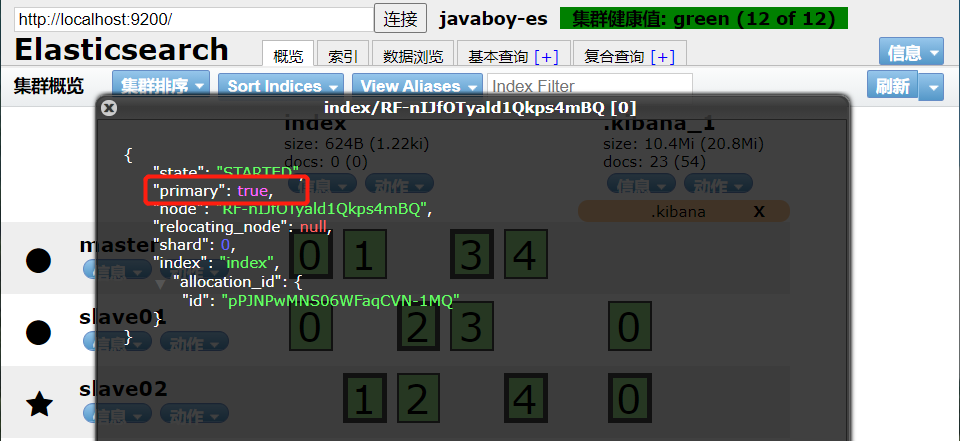 http://localhost:9200/ 连接 javaboy-es 集群健康值: green (12 of 12)
Elasticsearch 概览 索引 数据浏览 基本查询 [+] 复合查询 [+] 信息
集群概览 集群排序 Sort Indices View Aliases Index Filter 刷新
index/RF-nIJfOTyald1Qkps4mBQ [0]
index .kibana_1
size: 624B (1.22ki) size: 10.4Mi (20.8Mi)
docs: 0 (0) docs: 23 (54)
信息 动作 信息 动作
.kibana X
{
"state": "STARTED",
"primary": true,
"node": "RF-nIJfOTyald1Qkps4mBQ",
"relocating_node": null,
"shard": 0,
"index": "index",
"allocation_id": {
"id": "pPJNPwMNS06WFaqCVN-1MQ"
}
}
master 0 1 3 4
信息 动作
slave01 0 2 3 0
信息 动作
slave02 1 2 4 0
信息 动作